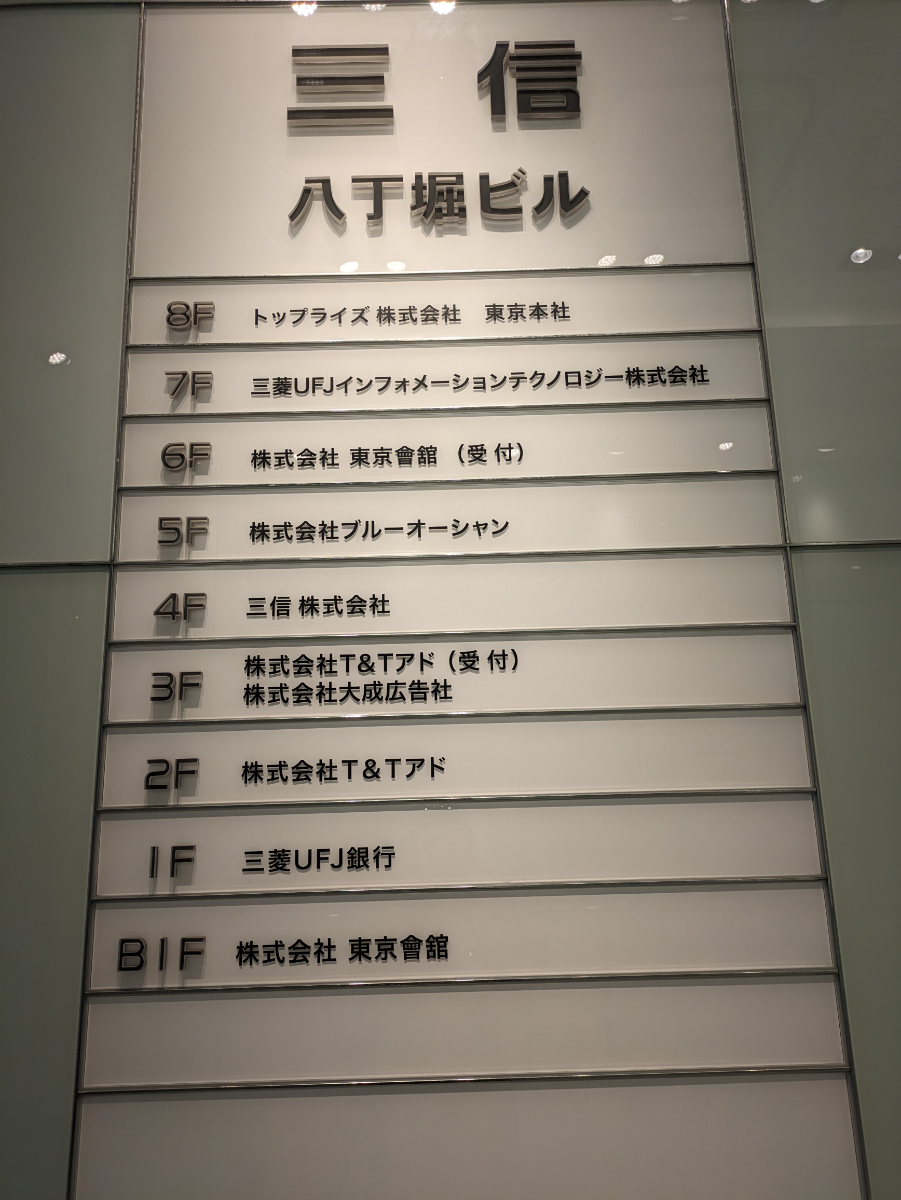 三信
八丁堀ビル
8F トップライズ 株式会社 東京本社
7F 三菱UFJインフォメーションテクノロジー株式会社
6F 株式会社 東京會舘 （受 付）
5F 株式会社ブルーオーシャン
4F 三信 株式会社
3F 株式会社T&Tアド（受 付）
株式会社大成広告社
2F 株式会社T&Tアド
1F 三菱UFJ銀行
B1F 株式会社 東京會舘